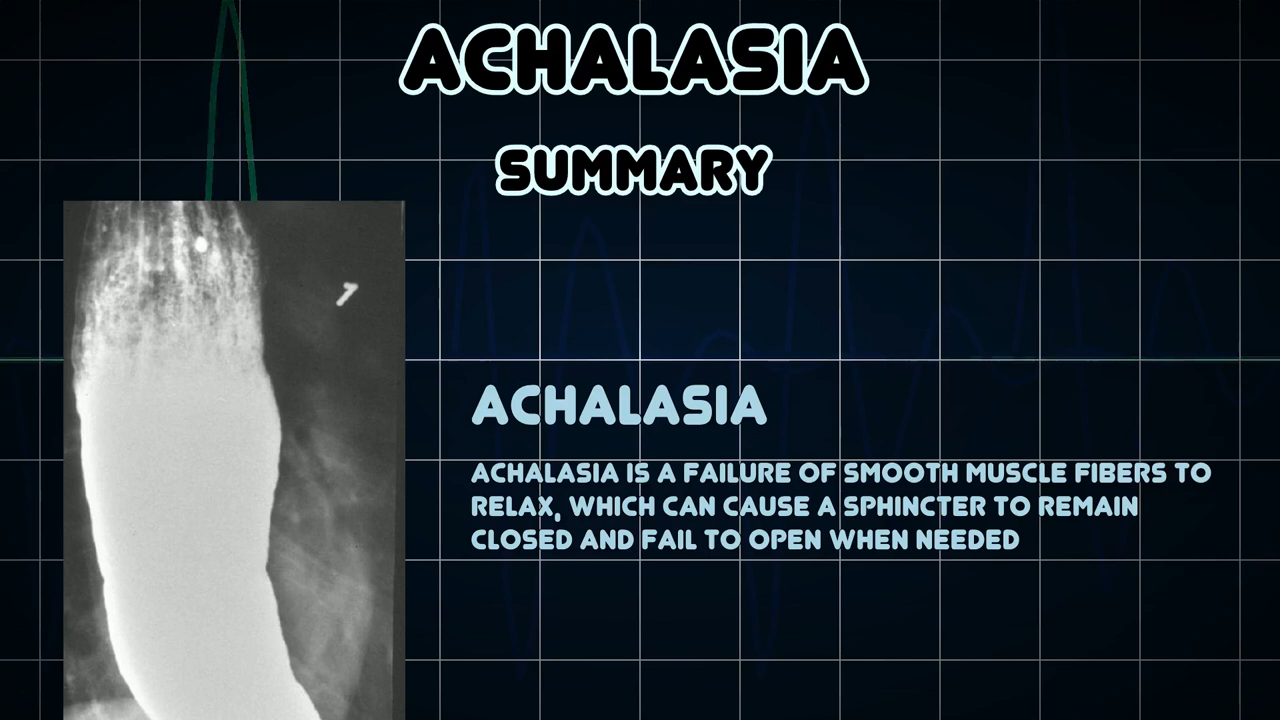 ACHALASIA
SUMMARY
ACHALASIA
ACHALASIA IS A FAILURE OF SMOOTH MUSCLE FIBERS TO
RELAX, WHICH CAN CAUSE A SPHINCTER TO REMAIN
CLOSED AND FAIL TO OPEN WHEN NEEDED